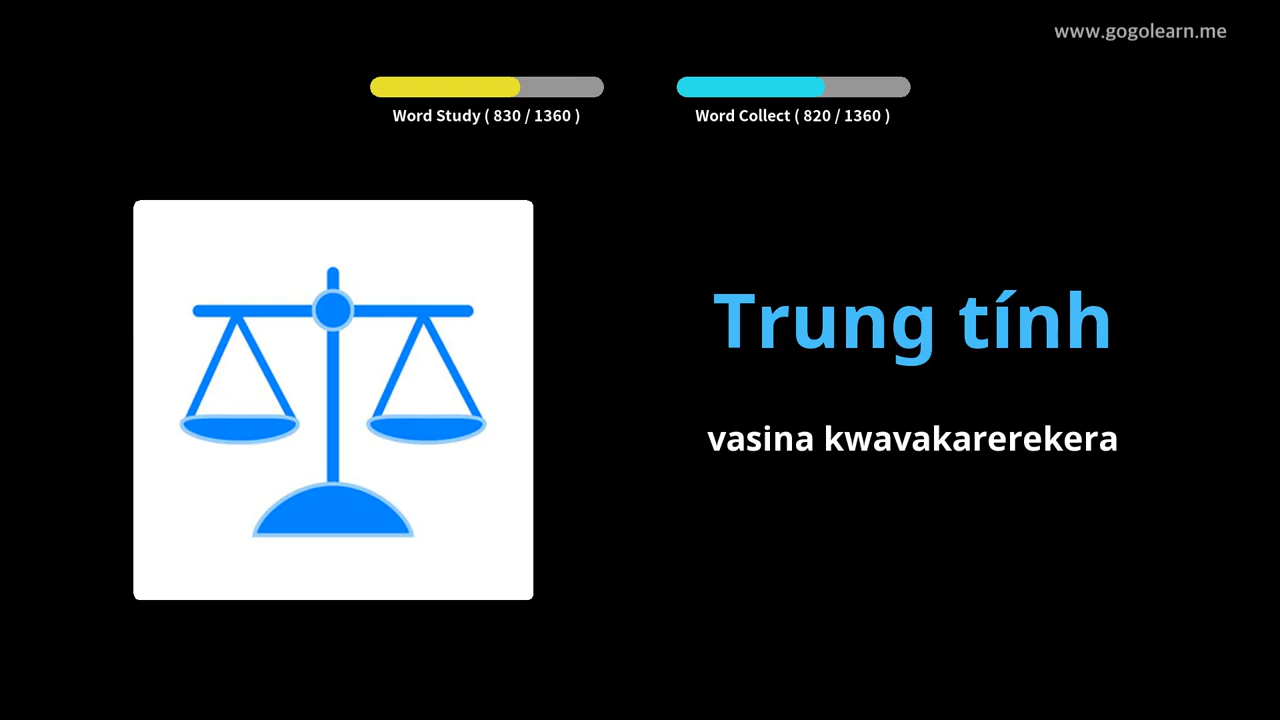 www.gogolearn.me
Word Study ( 830 / 1360 )
Word Collect ( 820 / 1360 )
Trung tính
vasina kwavakarerekera